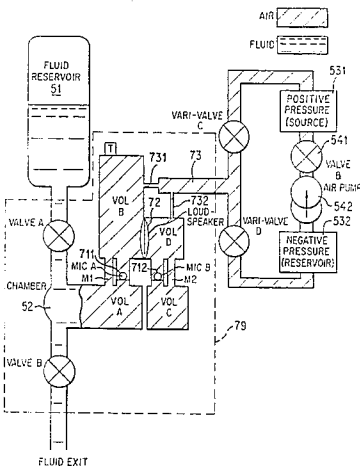 AIR
FLUID
FLUID
RESERVOIR
51
531
POSITIVE
PRESSURE
(SOURCE)
VARI-VALVE
C
541
VALVE
B
AIR PUMP
542
T
731
73
VOL
B
732
72
LOUD-
SPEAKER
VOL
D
VARI-VALVE
D
532
NEGATIVE
PRESSURE
(RESERVOIR)
VALVE A
711
MIC A
M1
712
MIC B
M2
CHAMBER
52
VOL
A
VOL
C
79
VALVE B
FLUID EXIT